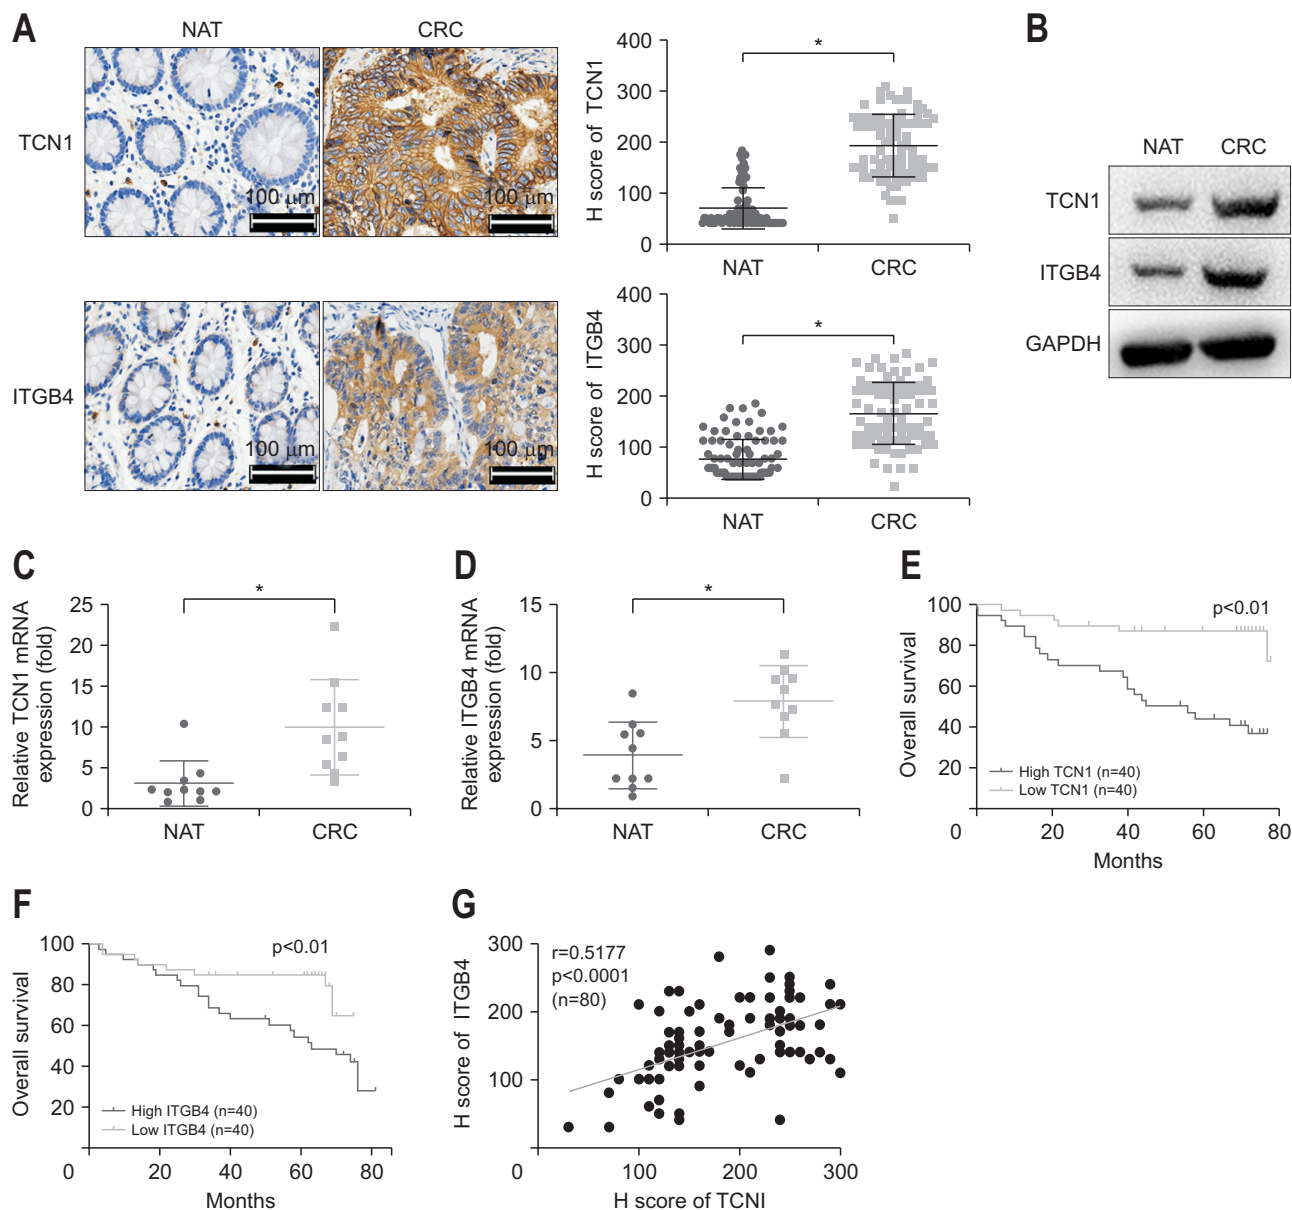 A
NAT
CRC
TCN1
100 μm
100 μm
400
300
200
100
0
H score of TCN1
*
NAT
CRC
ITGB4
100 μm
100 μm
400
300
200
100
0
H score of ITGB4
*
NAT
CRC
B
NAT
CRC
TCN1
ITGB4
GAPDH
C
Relative TCN1 mRNA
expression (fold)
25
20
15
10
5
0
*
NAT
CRC
D
Relative ITGB4 mRNA
expression (fold)
15
10
5
0
*
NAT
CRC
E
Overall survival
100
80
60
40
20
p<0.01
High TCN1 (n=40)
Low TCN1 (n=40)
0
20
40
60
80
Months
F
Overall survival
100
80
60
40
20
p<0.01
High ITGB4 (n=40)
Low ITGB4 (n=40)
0
20
40
60
80
Months
G
H score of ITGB4
300
200
100
r=0.5177
p<0.0001
(n=80)
0
100
200
300
H score of TCNI